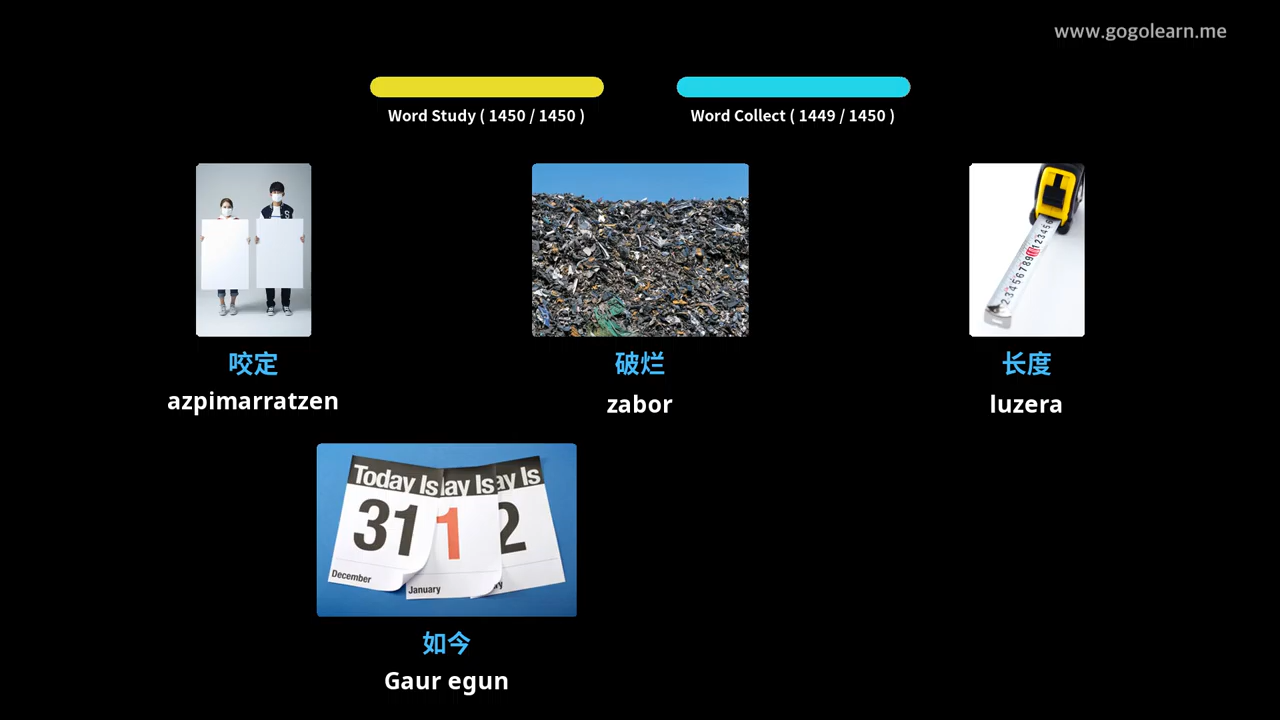 www.gogolearn.me
Word Study ( 1450 / 1450 )
Word Collect ( 1449 / 1450 )
咬定
azpimarratzen
破烂
zabor
长度
luzera
Today Is
31
December
ay Is
1
January
ay Is
2
ry
如今
Gaur egun